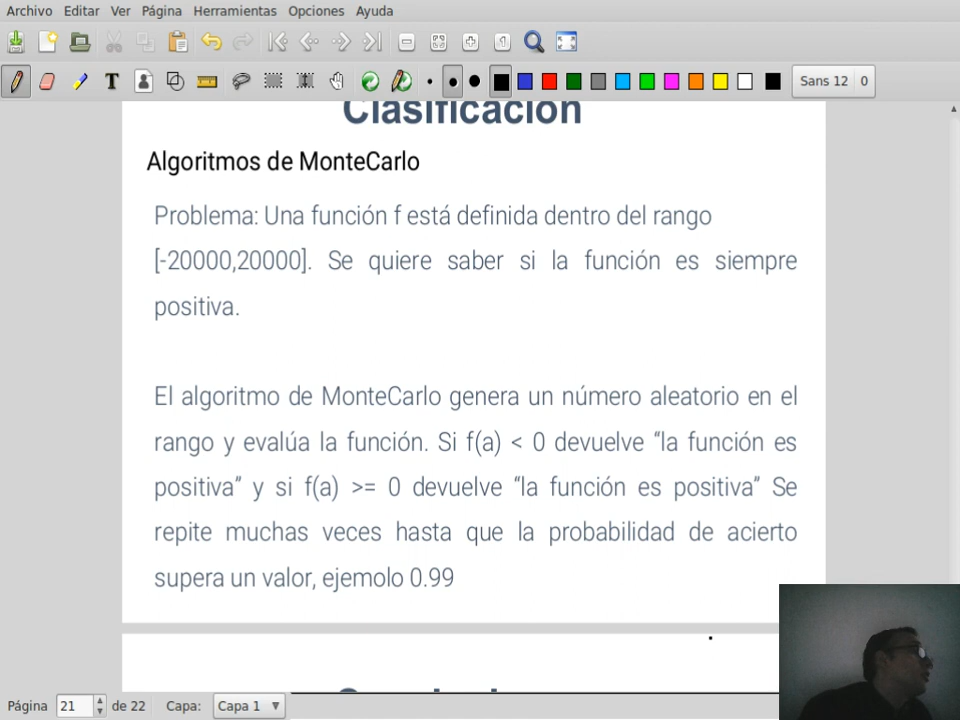 Archivo Editar Ver Página Herramientas Opciones Ayuda
T Sans 12 0
Clasificación
Algoritmos de MonteCarlo
Problema: Una función f está definida dentro del rango
[-20000,20000]. Se quiere saber si la función es siempre
positiva.
El algoritmo de MonteCarlo genera un número aleatorio en el
rango y evalúa la función. Si f(a) < 0 devuelve “la función es
positiva” y si f(a) >= 0 devuelve “la función es positiva” Se
repite muchas veces hasta que la probabilidad de acierto
supera un valor, ejemolo 0.99
Página 21 de 22 Capa: Capa 1